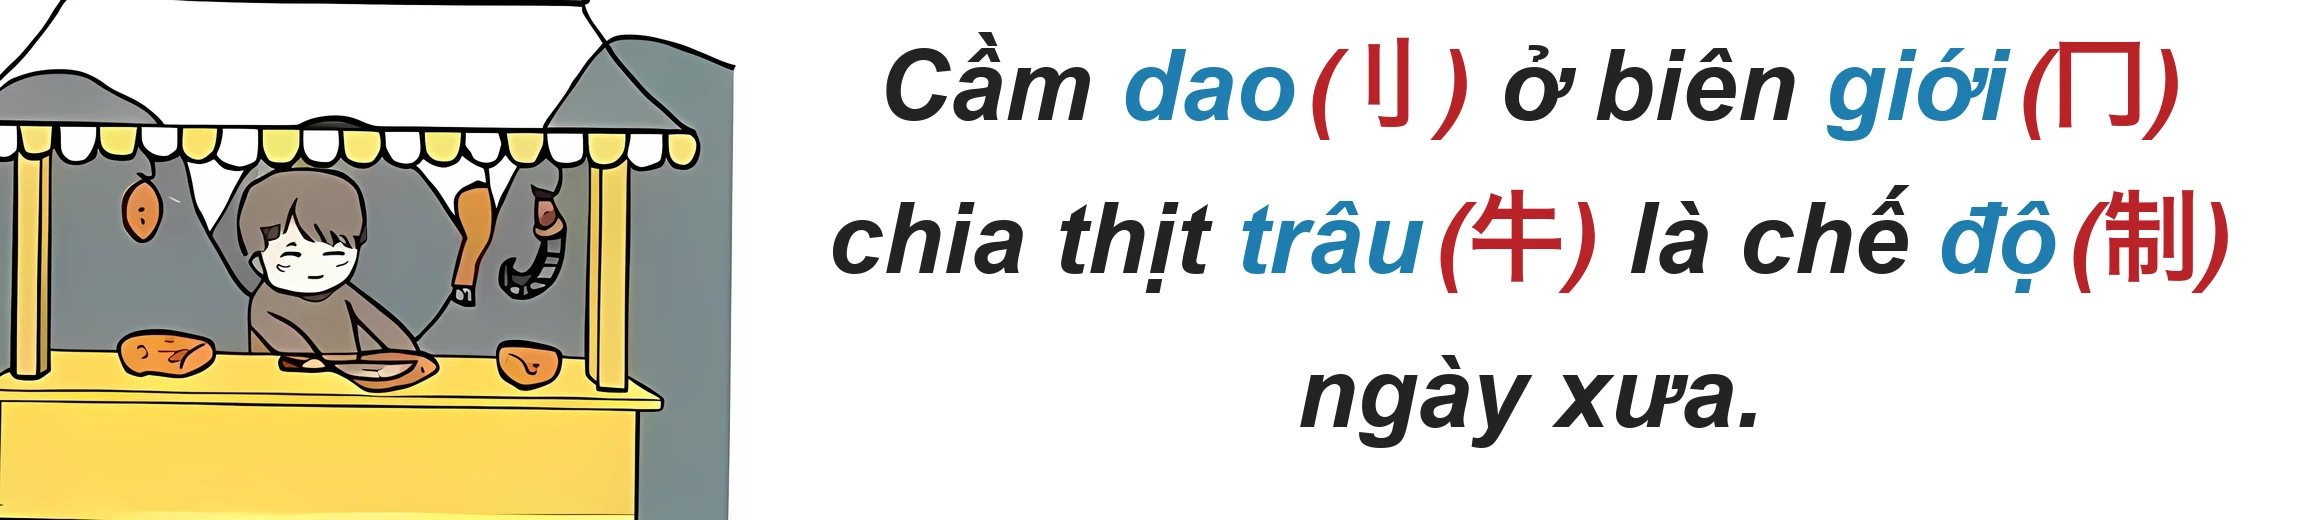 Cầm dao(刂) ở biên giới(冂)
chia thịt trâu(牛) là chế độ(制)
ngày xưa.